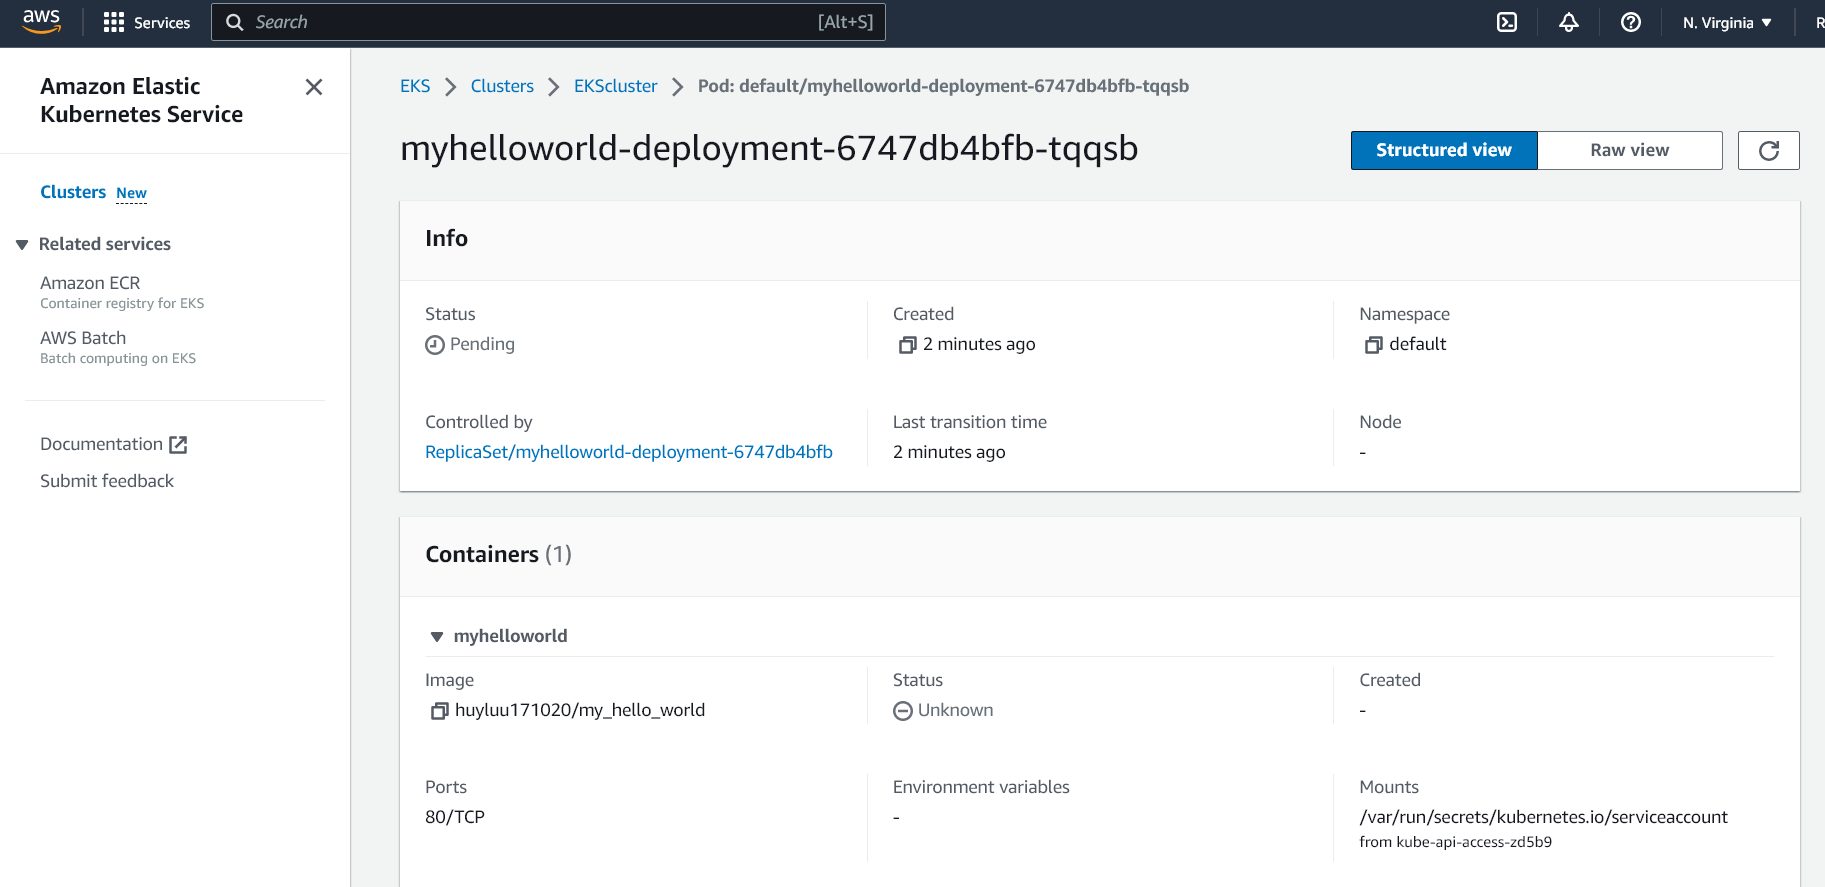 aws
Services
Search
[Alt+S]
N. Virginia
R
Amazon Elastic
Kubernetes Service
Clusters New
Related services
Amazon ECR
Container registry for EKS
AWS Batch
Batch computing on EKS
Documentation
Submit feedback
EKS
Clusters
EKScluster
Pod: default/myhelloworld-deployment-6747db4bfb-tqqsb
myhelloworld-deployment-6747db4bfb-tqqsb
Structured view
Raw view
Info
Status
Pending
Created
2 minutes ago
Namespace
default
Controlled by
ReplicaSet/myhelloworld-deployment-6747db4bfb
Last transition time
2 minutes ago
Node
-
Containers (1)
myhelloworld
Image
huyluu171020/my_hello_world
Status
Unknown
Created
-
Ports
80/TCP
Environment variables
-
Mounts
/var/run/secrets/kubernetes.io/serviceaccount
from kube-api-access-zd5b9